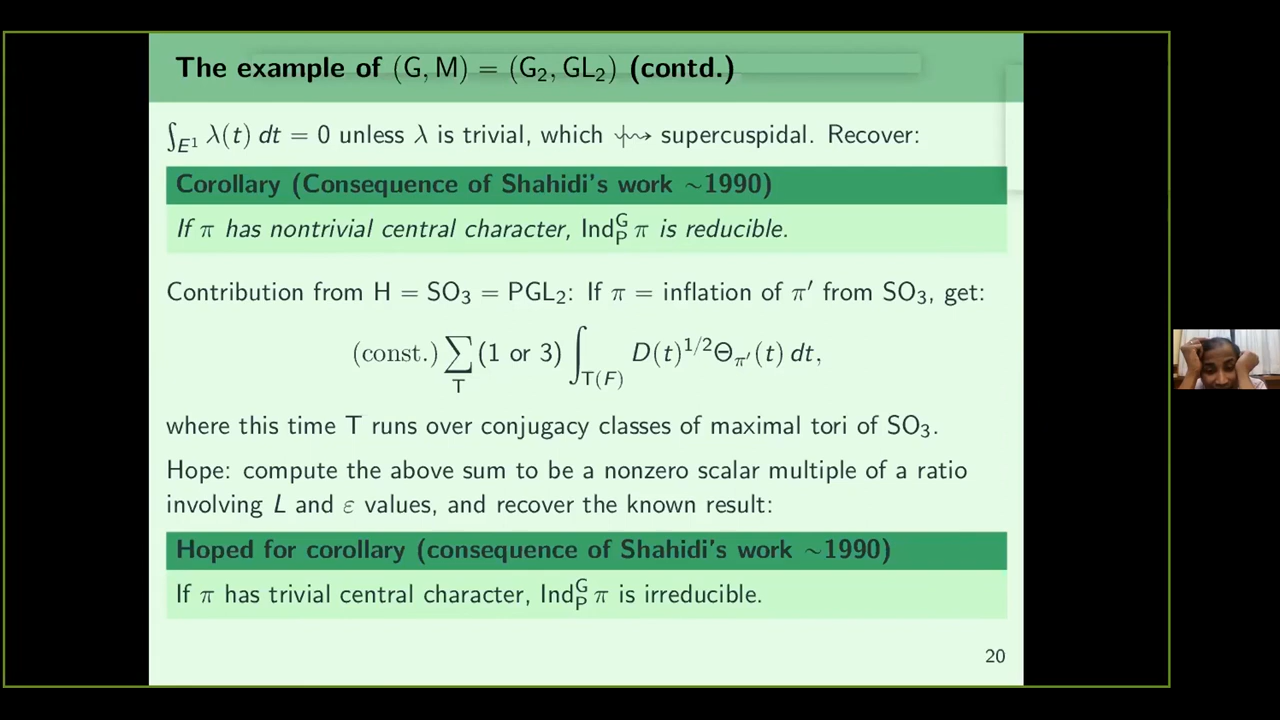 The example of (G, M) = (G₂, GL₂) (contd.)
∫_{E¹} λ(t) dt = 0 unless λ is trivial, which ↚⇝ supercuspidal. Recover:
Corollary (Consequence of Shahidi's work ~1990)
If π has nontrivial central character, Ind_P^G π is reducible.
Contribution from H = SO₃ = PGL₂: If π = inflation of π′ from SO₃, get:
(const.) ∑_T (1 or 3) ∫_{T(F)} D(t)^{1/2} Θ_{π′}(t) dt,
where this time T runs over conjugacy classes of maximal tori of SO₃.
Hope: compute the above sum to be a nonzero scalar multiple of a ratio
involving L and ε values, and recover the known result:
Hoped for corollary (consequence of Shahidi's work ~1990)
If π has trivial central character, Ind_P^G π is irreducible.
20